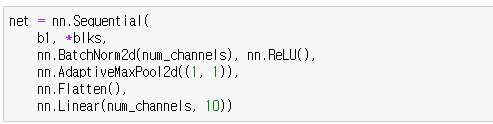 net = nn.Sequential(
    b1, *blks,
    nn.BatchNorm2d(num_channels), nn.ReLU(),
    nn.AdaptiveMaxPool2d((1, 1)),
    nn.Flatten(),
    nn.Linear(num_channels, 10))